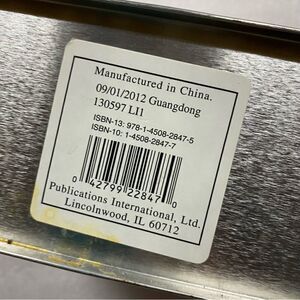 Manufactured in China.
09/01/2012 Guangdong
130597 LI1
ISBN-13: 978-1-4508-2847-5
ISBN-10: 1-4508-2847-7
0 42799 22847 0
Publications International, Ltd.
Lincolnwood, IL 60712